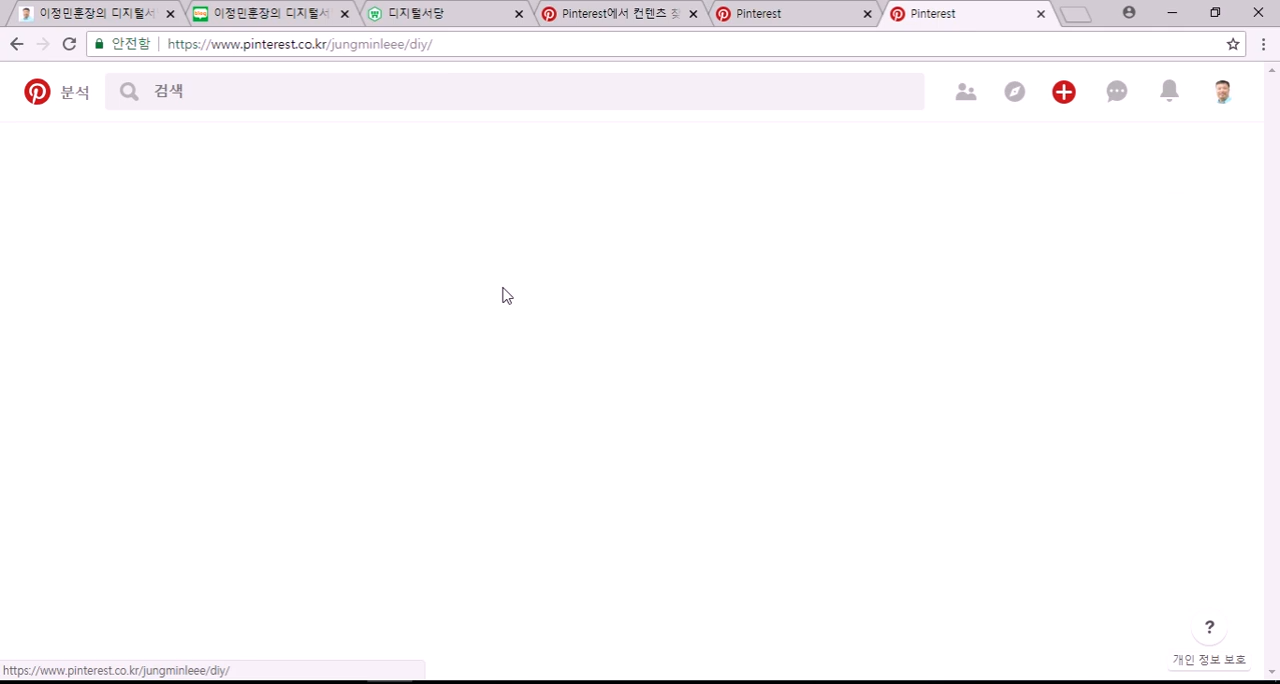 이정민훈장의 디지털서
이정민훈장의 디지털서
디지털서당
Pinterest에서 컨텐츠 찾
Pinterest
Pinterest
안전함
https://www.pinterest.co.kr/jungminleee/diy/
분석
검색
?
개인 정보 보호
https://www.pinterest.co.kr/jungminleee/diy/